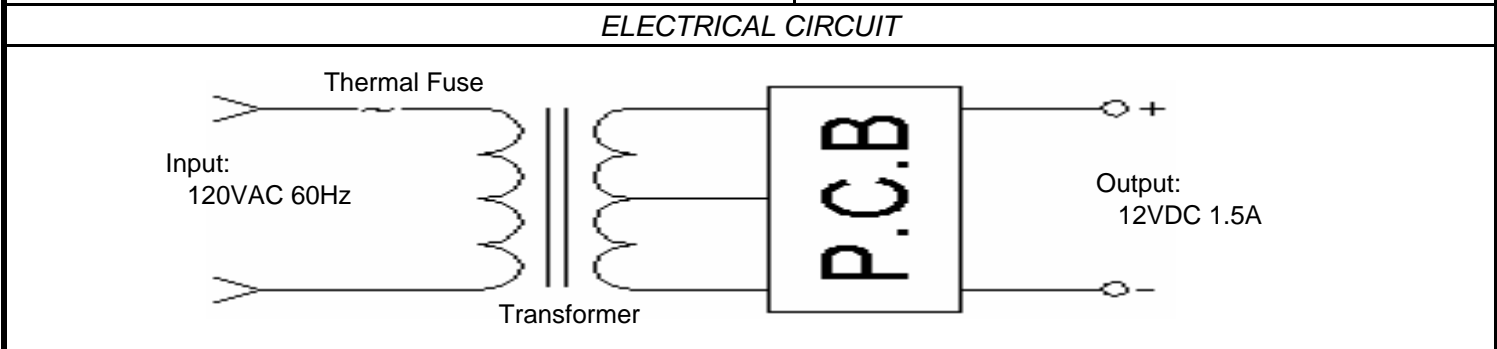 ELECTRICAL CIRCUIT
Thermal Fuse
Input:
120VAC 60Hz
P.C.B
+
Output:
12VDC 1.5A
-
Transformer